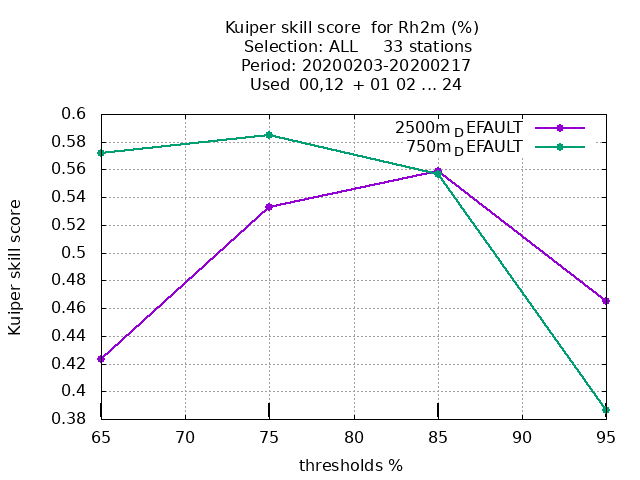 Kuiper skill score  for Rh2m (%)
Selection: ALL     33 stations
Period: 20200203-20200217
Used  00,12  + 01 02 ... 24
2500m_DEFAULT
750m_DEFAULT
Kuiper skill score
0.6
0.58
0.56
0.54
0.52
0.5
0.48
0.46
0.44
0.42
0.4
0.38
65 70 75 80 85 90 95
thresholds %